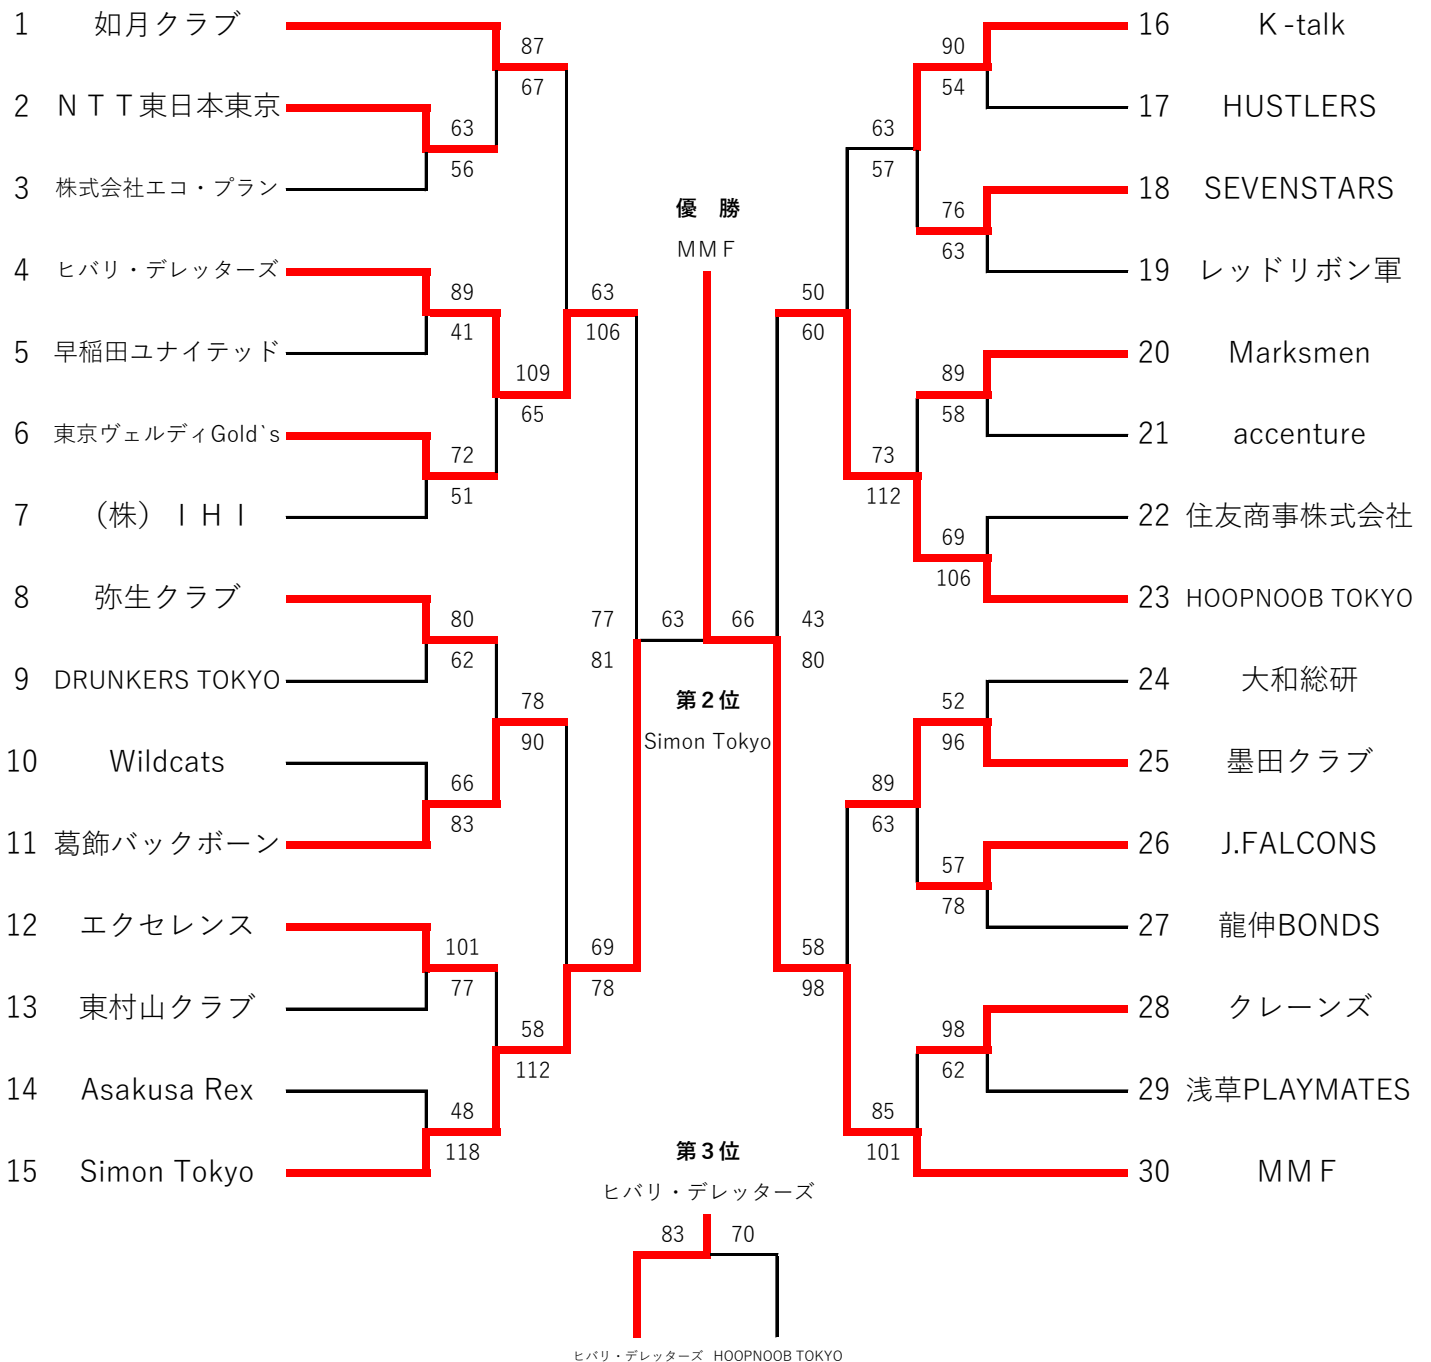 1 如月クラブ
87
67
2 ＮＴＴ東日本東京
63
56
3 株式会社エコ・プラン
4 ヒバリ・デレッターズ
89
41
63
106
5 早稲田ユナイテッド
109
65
6 東京ヴェルディGold`s
72
51
7 （株）ＩＨＩ
8 弥生クラブ
80
62
77
81
9 DRUNKERS TOKYO
78
90
10 Wildcats
66
83
11 葛飾バックボーン
12 エクセレンス
101
77
69
78
13 東村山クラブ
58
112
14 Asakusa Rex
48
118
15 Simon Tokyo
優　勝
ＭＭＦ
63 66
第２位
Simon Tokyo
第３位
ヒバリ・デレッターズ
83 70
ヒバリ・デレッターズ HOOPNOOB TOKYO
16 K-talk
90
54
17 HUSTLERS
63
57
18 SEVENSTARS
76
63
19 レッドリボン軍
50
60
20 Marksmen
89
58
21 accenture
73
112
22 住友商事株式会社
69
106
23 HOOPNOOB TOKYO
43
80
24 大和総研
52
96
25 墨田クラブ
89
63
26 J.FALCONS
57
78
27 龍伸BONDS
58
98
28 クレーンズ
98
62
29 浅草PLAYMATES
85
101
30 ＭＭＦ